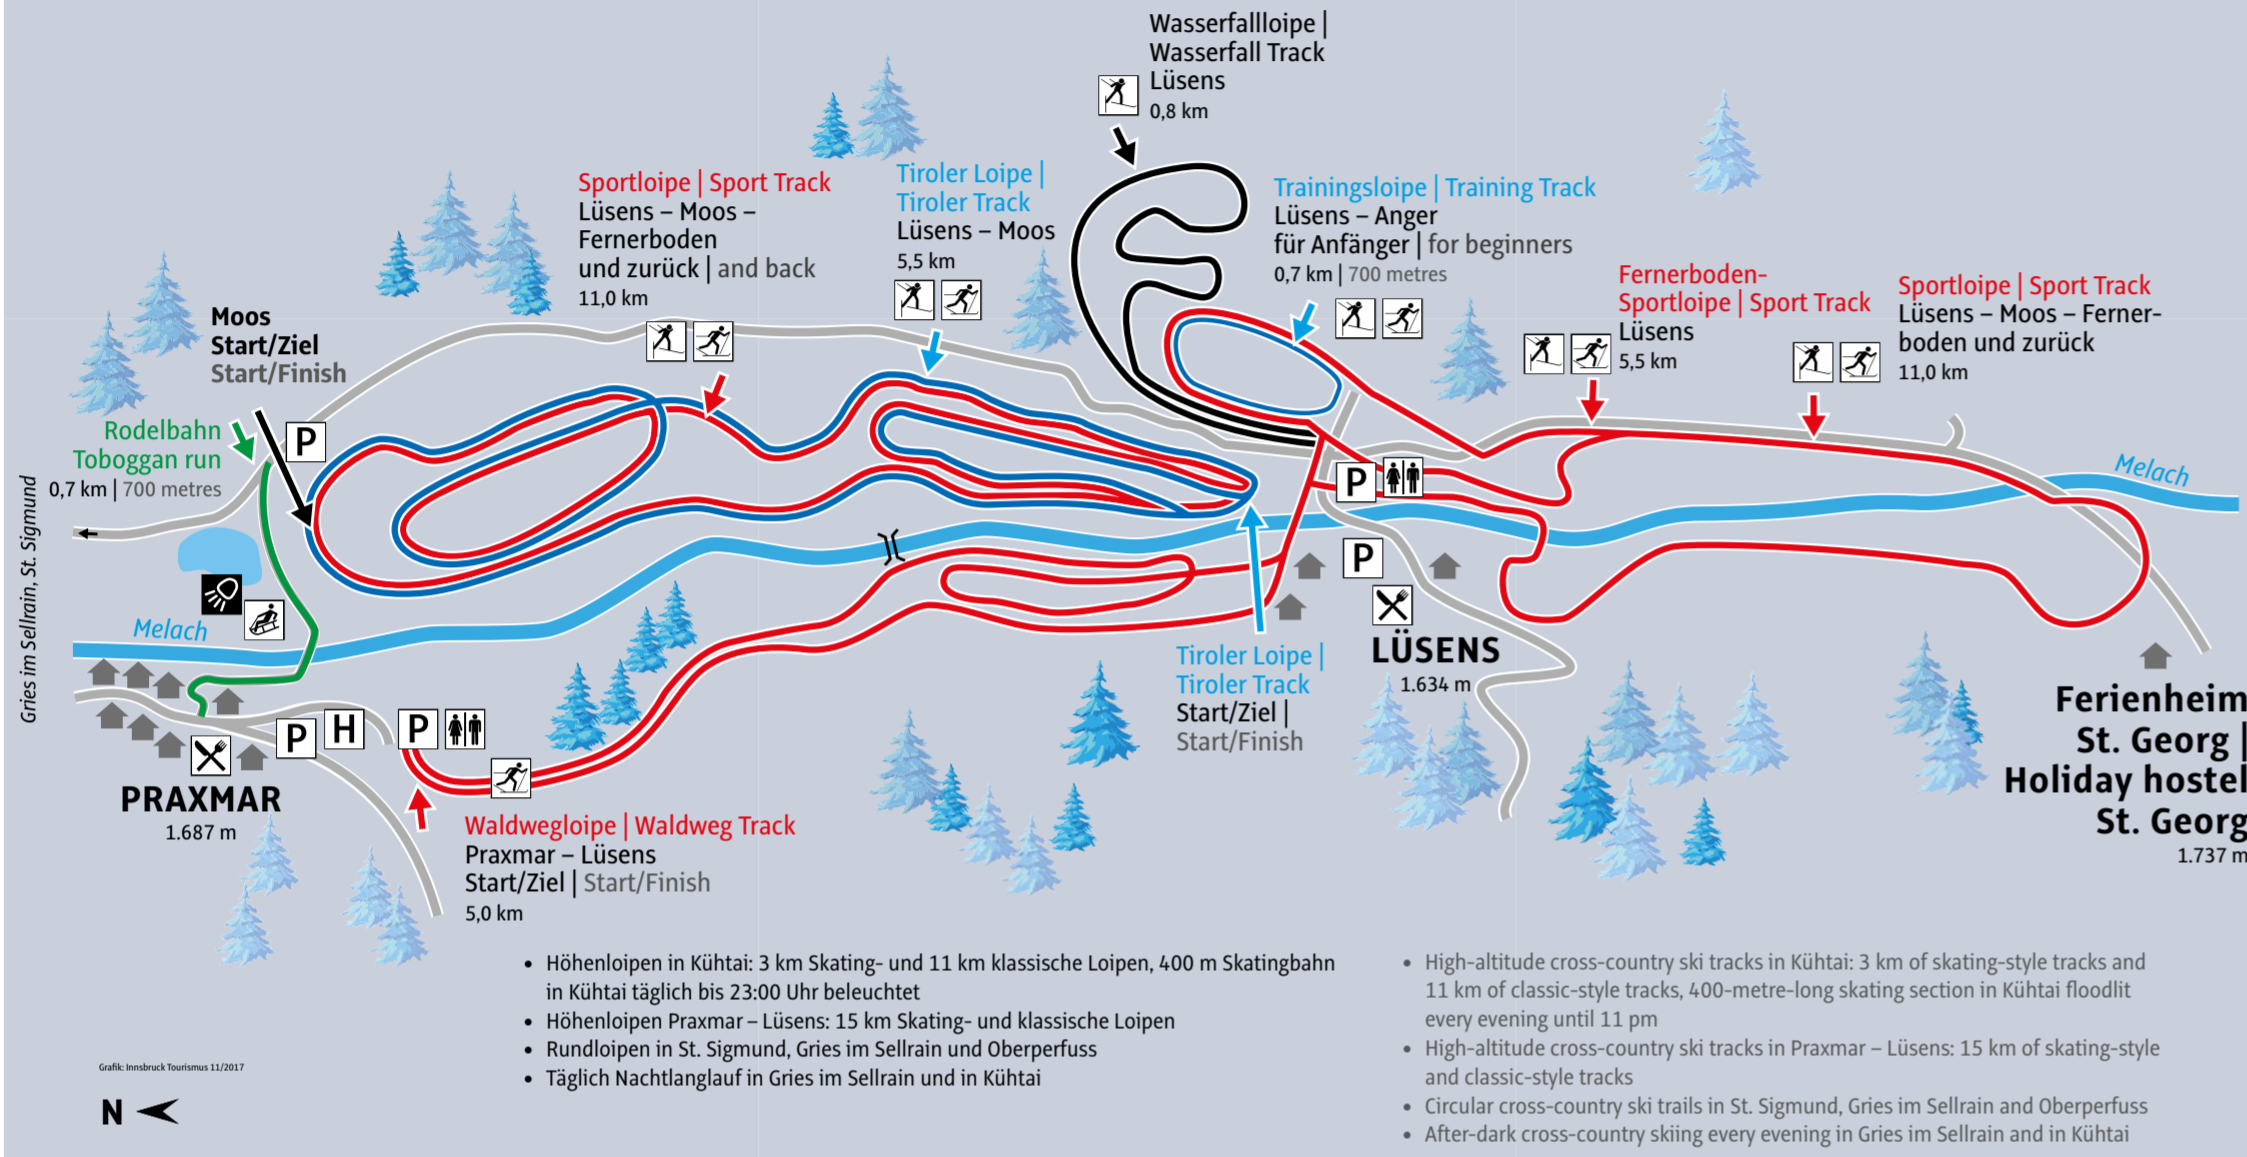 Wasserfallloipe |
Wasserfall Track
Lüsens
0,8 km
Sportloipe | Sport Track
Lüsens – Moos –
Fernerboden
und zurück | and back
11,0 km
Tiroler Loipe |
Tiroler Track
Lüsens – Moos
5,5 km
Trainingsloipe | Training Track
Lüsens – Anger
für Anfänger | for beginners
0,7 km | 700 metres
Fernerboden-
Sportloipe | Sport Track
Lüsens
5,5 km
Sportloipe | Sport Track
Lüsens – Moos – Ferner-
boden und zurück
11,0 km
Moos
Start/Ziel
Start/Finish
P
Rodelbahn
Toboggan run
0,7 km | 700 metres
Gries im Sellrain, St. Sigmund
Melach
P
Melach
P
LÜSENS
1.634 m
Tiroler Loipe |
Tiroler Track
Start/Ziel |
Start/Finish
Ferienheim
St. Georg |
Holiday hostel
St. Georg
1.737 m
P
H
P
PRAXMAR
1.687 m
Waldwegloipe | Waldweg Track
Praxmar – Lüsens
Start/Ziel | Start/Finish
5,0 km
• Höhenloipen in Kühtai: 3 km Skating- und 11 km klassische Loipen, 400 m Skatingbahn
in Kühtai täglich bis 23:00 Uhr beleuchtet
• Höhenloipen Praxmar – Lüsens: 15 km Skating- und klassische Loipen
• Rundloipen in St. Sigmund, Gries im Sellrain und Oberperfuss
• Täglich Nachtlanglauf in Gries im Sellrain und in Kühtai
• High-altitude cross-country ski tracks in Kühtai: 3 km of skating-style tracks and
11 km of classic-style tracks, 400-metre-long skating section in Kühtai floodlit
every evening until 11 pm
• High-altitude cross-country ski tracks in Praxmar – Lüsens: 15 km of skating-style
and classic-style tracks
• Circular cross-country ski trails in St. Sigmund, Gries im Sellrain and Oberperfuss
• After-dark cross-country skiing every evening in Gries im Sellrain and in Kühtai
Grafik: Innsbruck Tourismus 11/2017
N